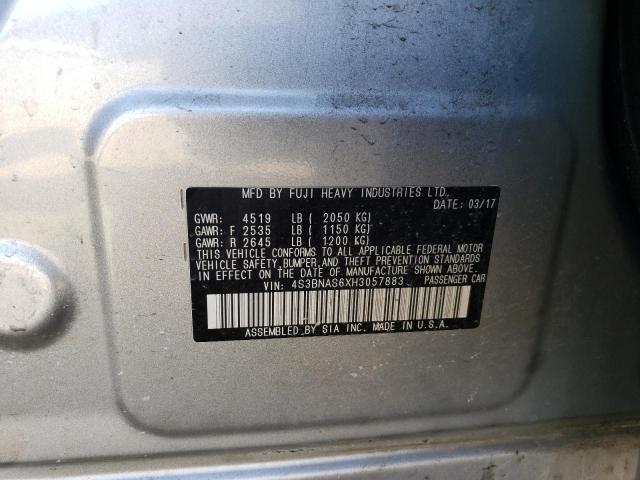 MFD BY FUJI HEAVY INDUSTRIES LTD.
DATE: 03/17
GVWR: 4519 LB ( 2050 KG)
GAWR: F 2535 LB ( 1150 KG)
GAWR: R 2645 LB ( 1200 KG)
THIS VEHICLE CONFORMS TO ALL APPLICABLE FEDERAL MOTOR
VEHICLE SAFETY, BUMPER, AND THEFT PREVENTION STANDARDS
IN EFFECT ON THE DATE OF MANUFACTURE SHOWN ABOVE.
VIN: 4S3BNAS6XH3057883 PASSENGER CAR
ASSEMBLED BY SIA INC. MADE IN U.S.A.